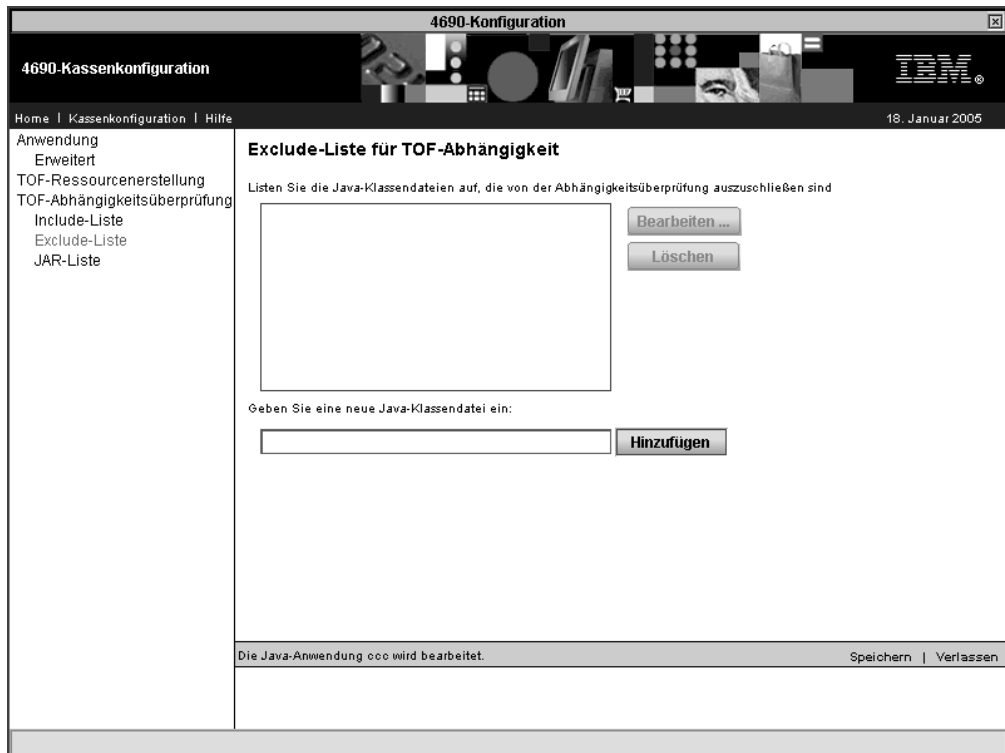 4690-Konfiguration
4690-Kassenkonfiguration
IBM®
Home | Kassenkonfiguration | Hilfe
18. Januar 2005
Anwendung
Erweitert
TOF-Ressourcenerstellung
TOF-Abhängigkeitsüberprüfung
Include-Liste
Exclude-Liste
JAR-Liste
Exclude-Liste für TOF-Abhängigkeit
Listen Sie die Java-Klassendateien auf, die von der Abhängigkeitsüberprüfung auszuschließen sind
Bearbeiten ...
Löschen
Geben Sie eine neue Java-Klassendatei ein:
Hinzufügen
Die Java-Anwendung ccc wird bearbeitet.
Speichern | Verlassen